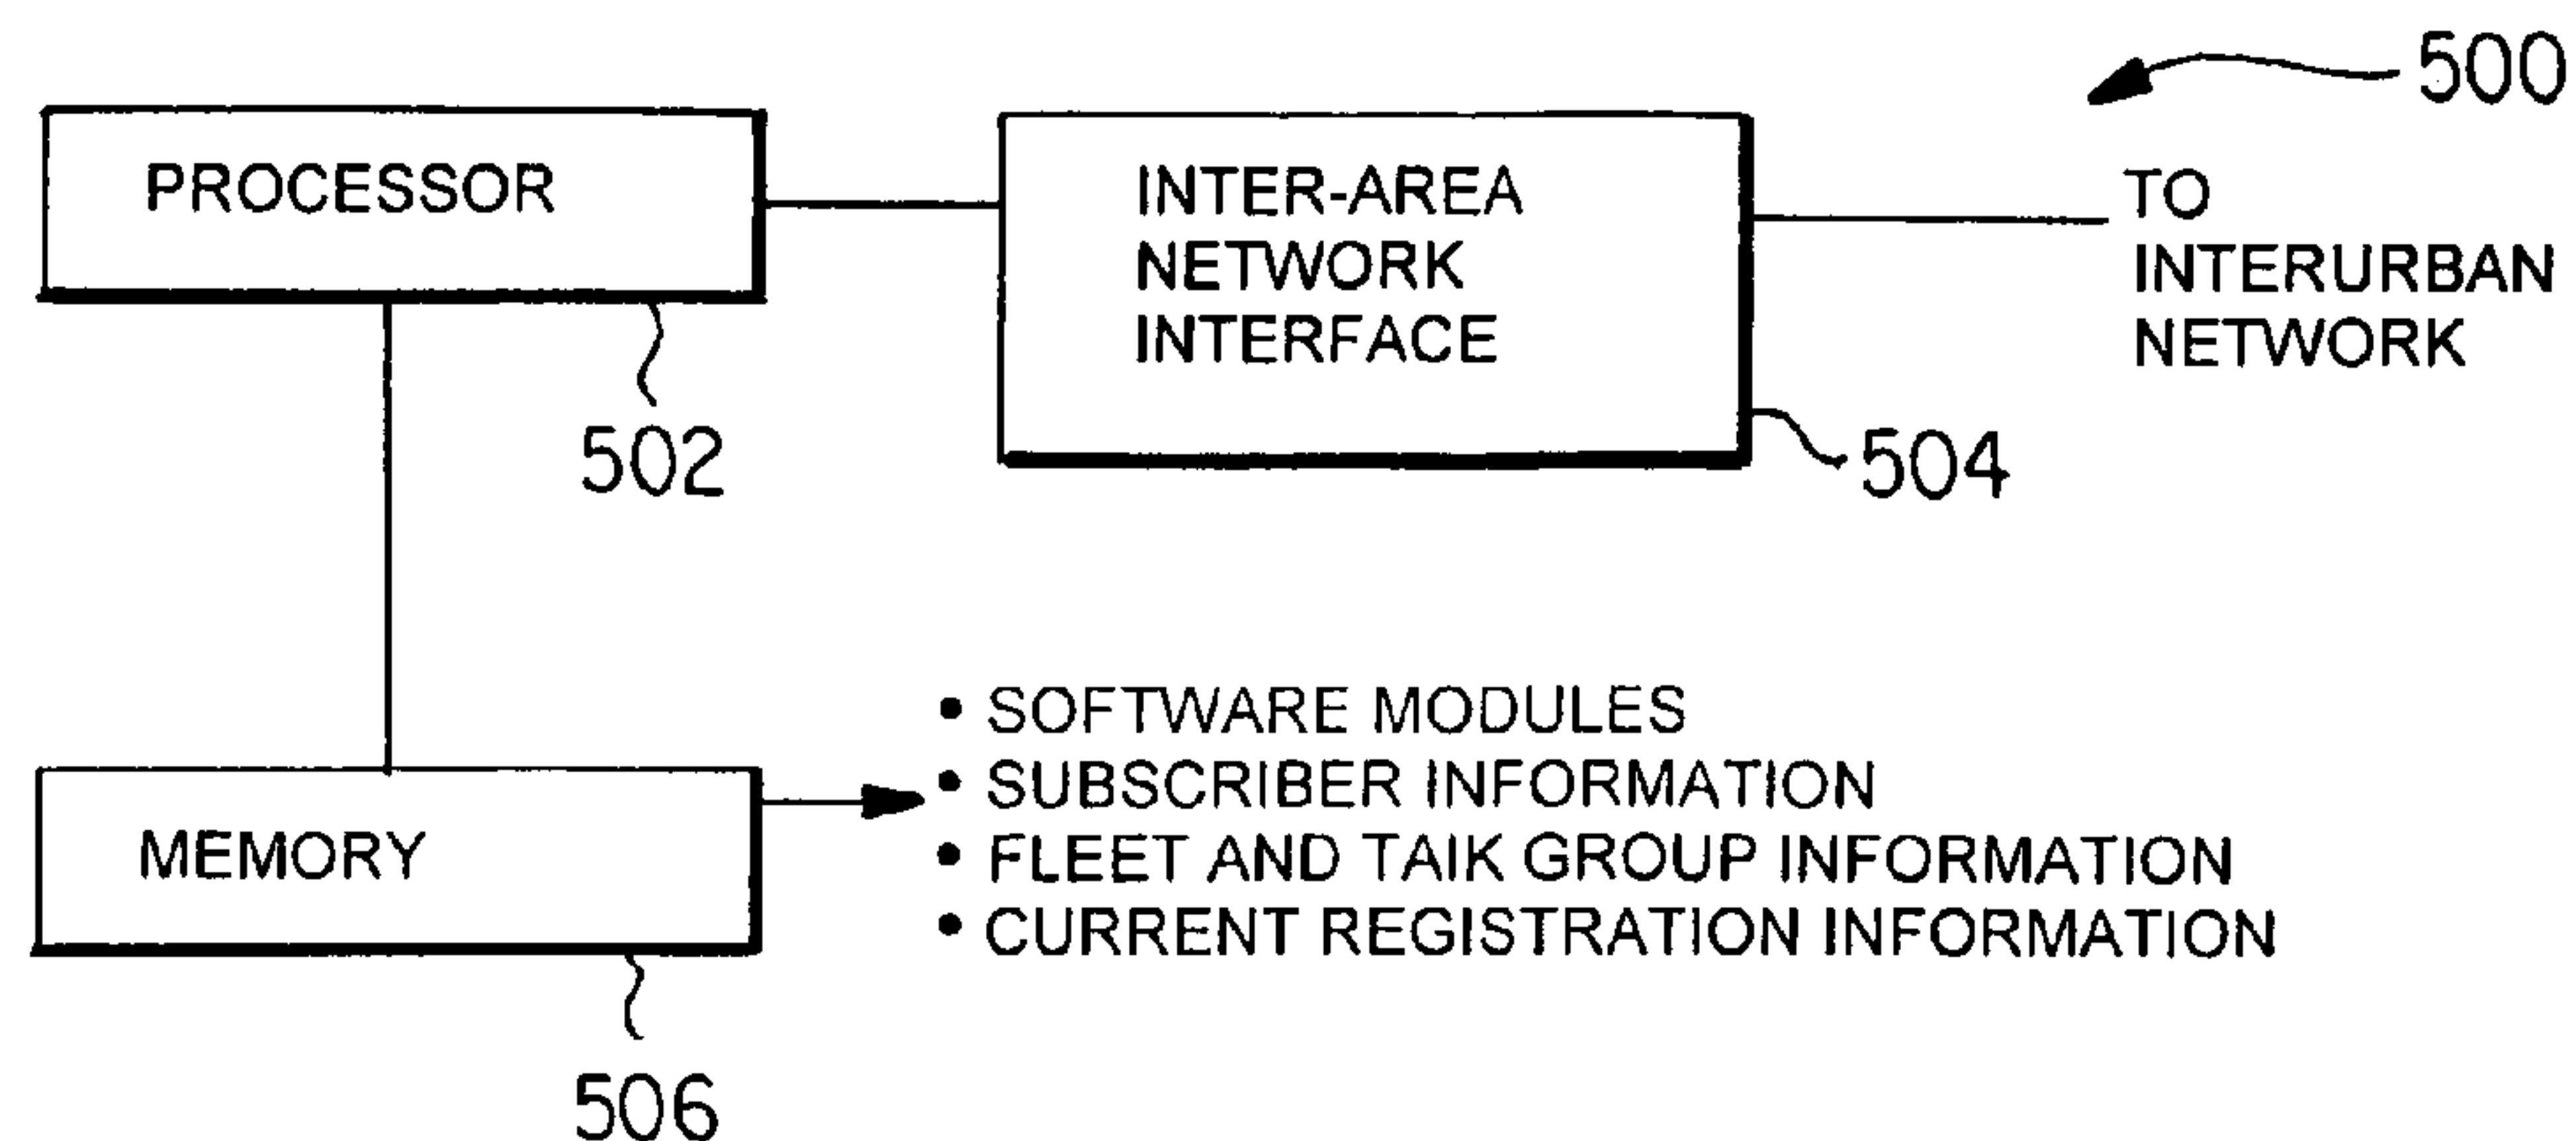 500
PROCESSOR
INTER-AREA
NETWORK
INTERFACE
TO
INTERURBAN
NETWORK
502
504
• SOFTWARE MODULES
• SUBSCRIBER INFORMATION
• FLEET AND TAIK GROUP INFORMATION
• CURRENT REGISTRATION INFORMATION
MEMORY
506